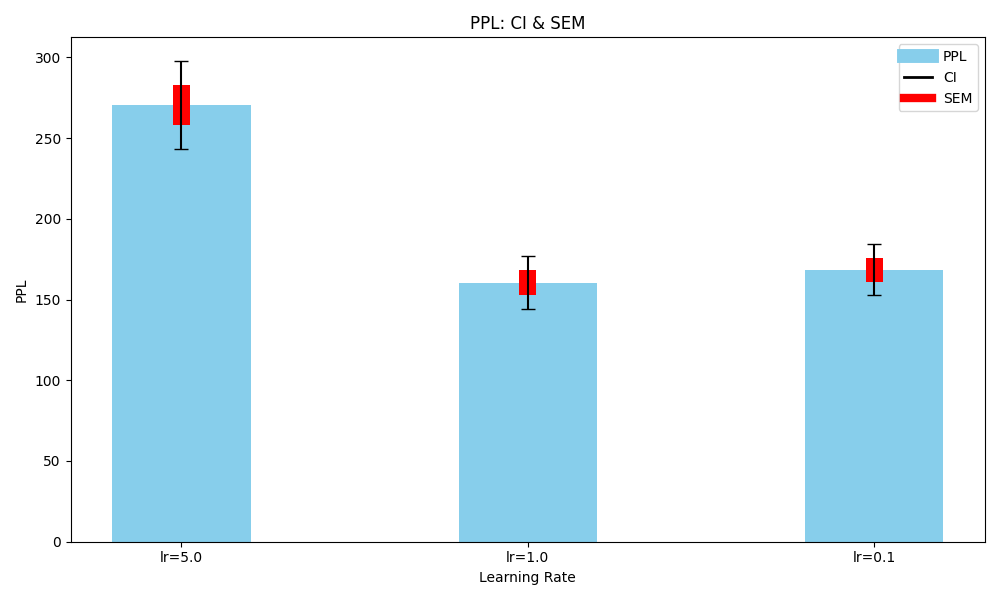 PPL: CI & SEM
PPL
CI
SEM
300
250
200
150
100
50
0
PPL
lr=5.0
lr=1.0
lr=0.1
Learning Rate